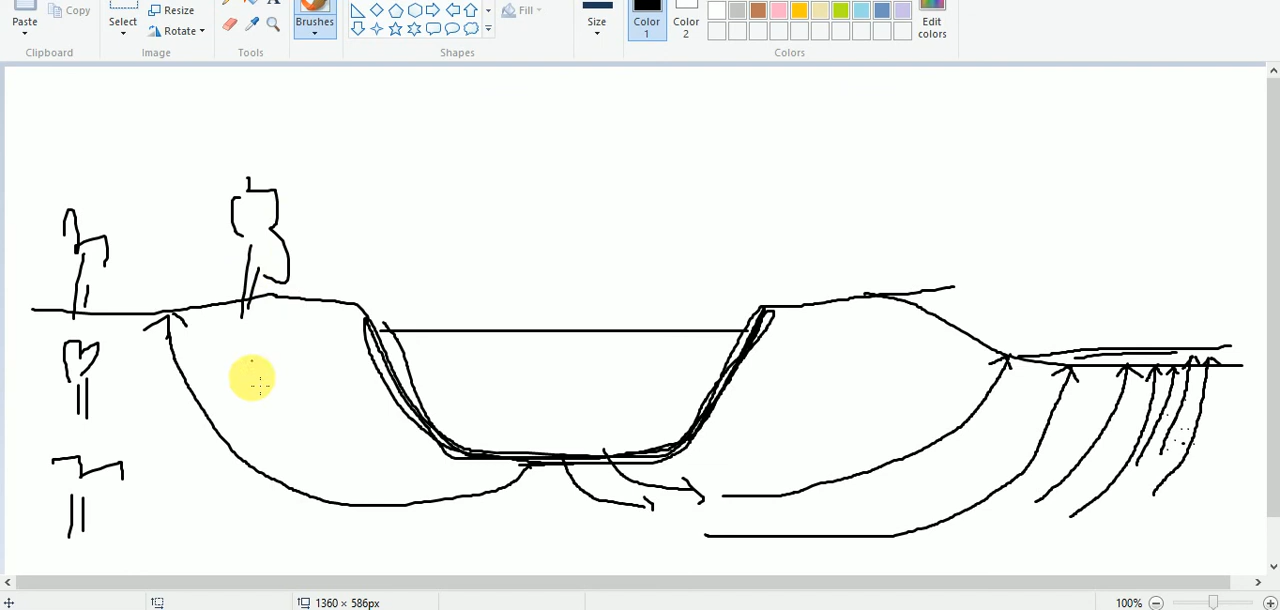 Paste
Copy
Resize
Rotate
A
Brushes
Fill
Size
Color
1
Color
2
Edit
colors
Clipboard
Image
Tools
Shapes
Colors
1360 × 586px
100%